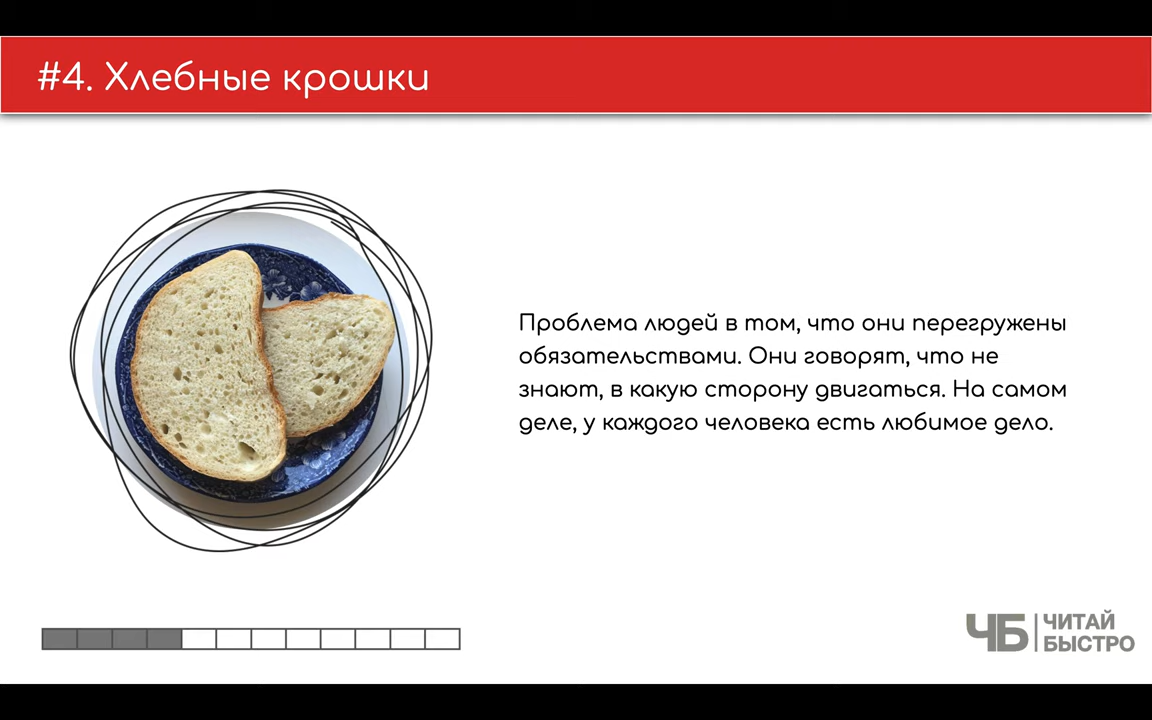 #4. Хлебные крошки
Проблема людей в том, что они перегружены
обязательствами. Они говорят, что не
знают, в какую сторону двигаться. На самом
деле, у каждого человека есть любимое дело.
ЧБ
ЧИТАЙ
БЫСТРО